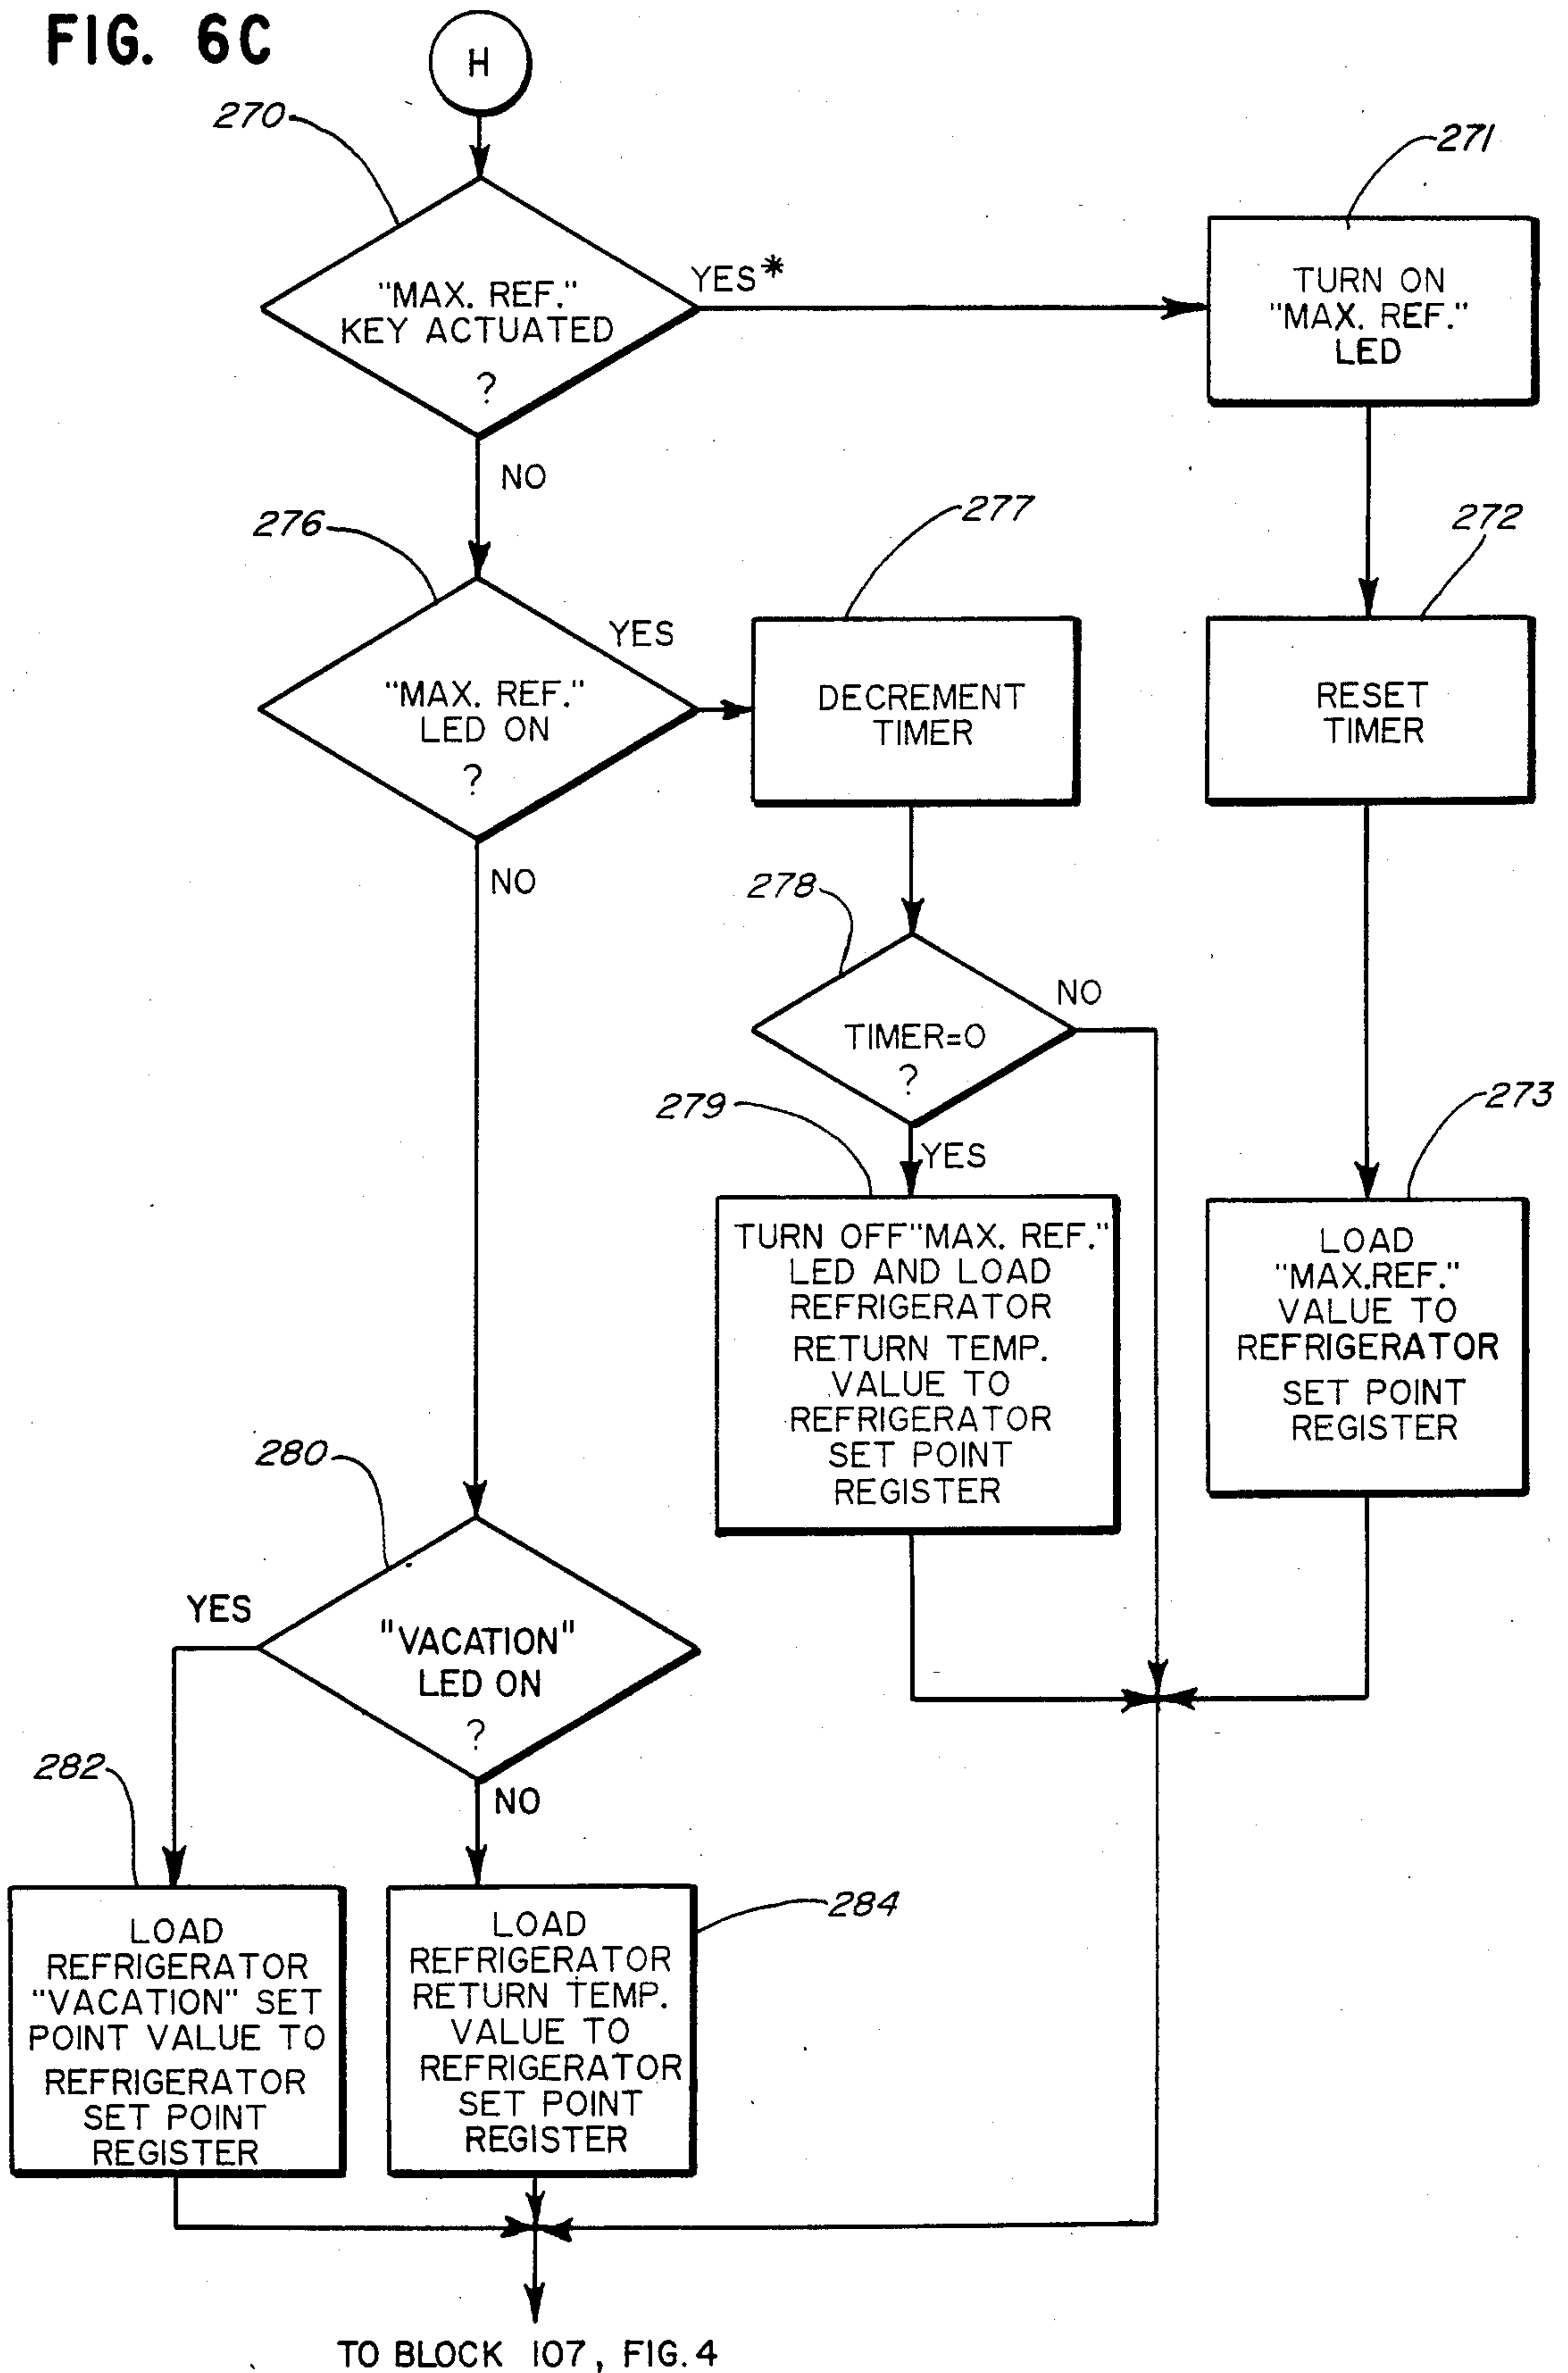 FIG. 6C
H
270
271
"MAX. REF."
KEY ACTUATED
?
YES*
TURN ON
"MAX. REF."
LED
NO
276
277
272
"MAX. REF."
LED ON
?
YES
DECREMENT
TIMER
RESET
TIMER
NO
278
TIMER=0
?
NO
279
YES
273
TURN OFF "MAX. REF."
LED AND LOAD
REFRIGERATOR
RETURN TEMP.
VALUE TO
REFRIGERATOR
SET POINT
REGISTER
LOAD
"MAX.REF."
VALUE TO
REFRIGERATOR
SET POINT
REGISTER
280
YES
"VACATION"
LED ON
?
NO
282
284
LOAD
REFRIGERATOR
"VACATION" SET
POINT VALUE TO
REFRIGERATOR
SET POINT
REGISTER
LOAD
REFRIGERATOR
RETURN TEMP.
VALUE TO
REFRIGERATOR
SET POINT
REGISTER
TO BLOCK 107, FIG. 4